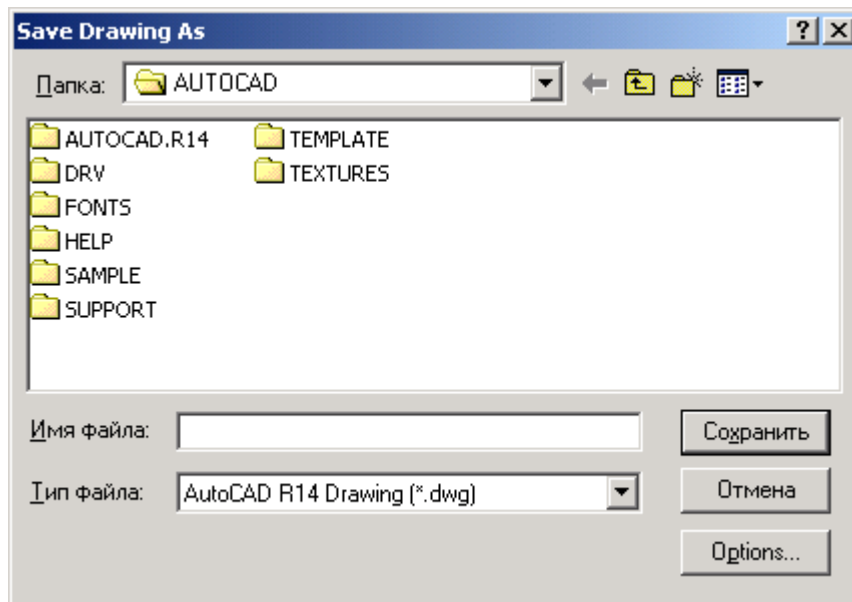 Save Drawing As
Папка: AUTOCAD
AUTOCAD.R14 TEMPLATE
DRV TEXTURES
FONTS
HELP
SAMPLE
SUPPORT
Имя файла: Сохранить
Тип файла: AutoCAD R14 Drawing (*.dwg) Отмена
Options...